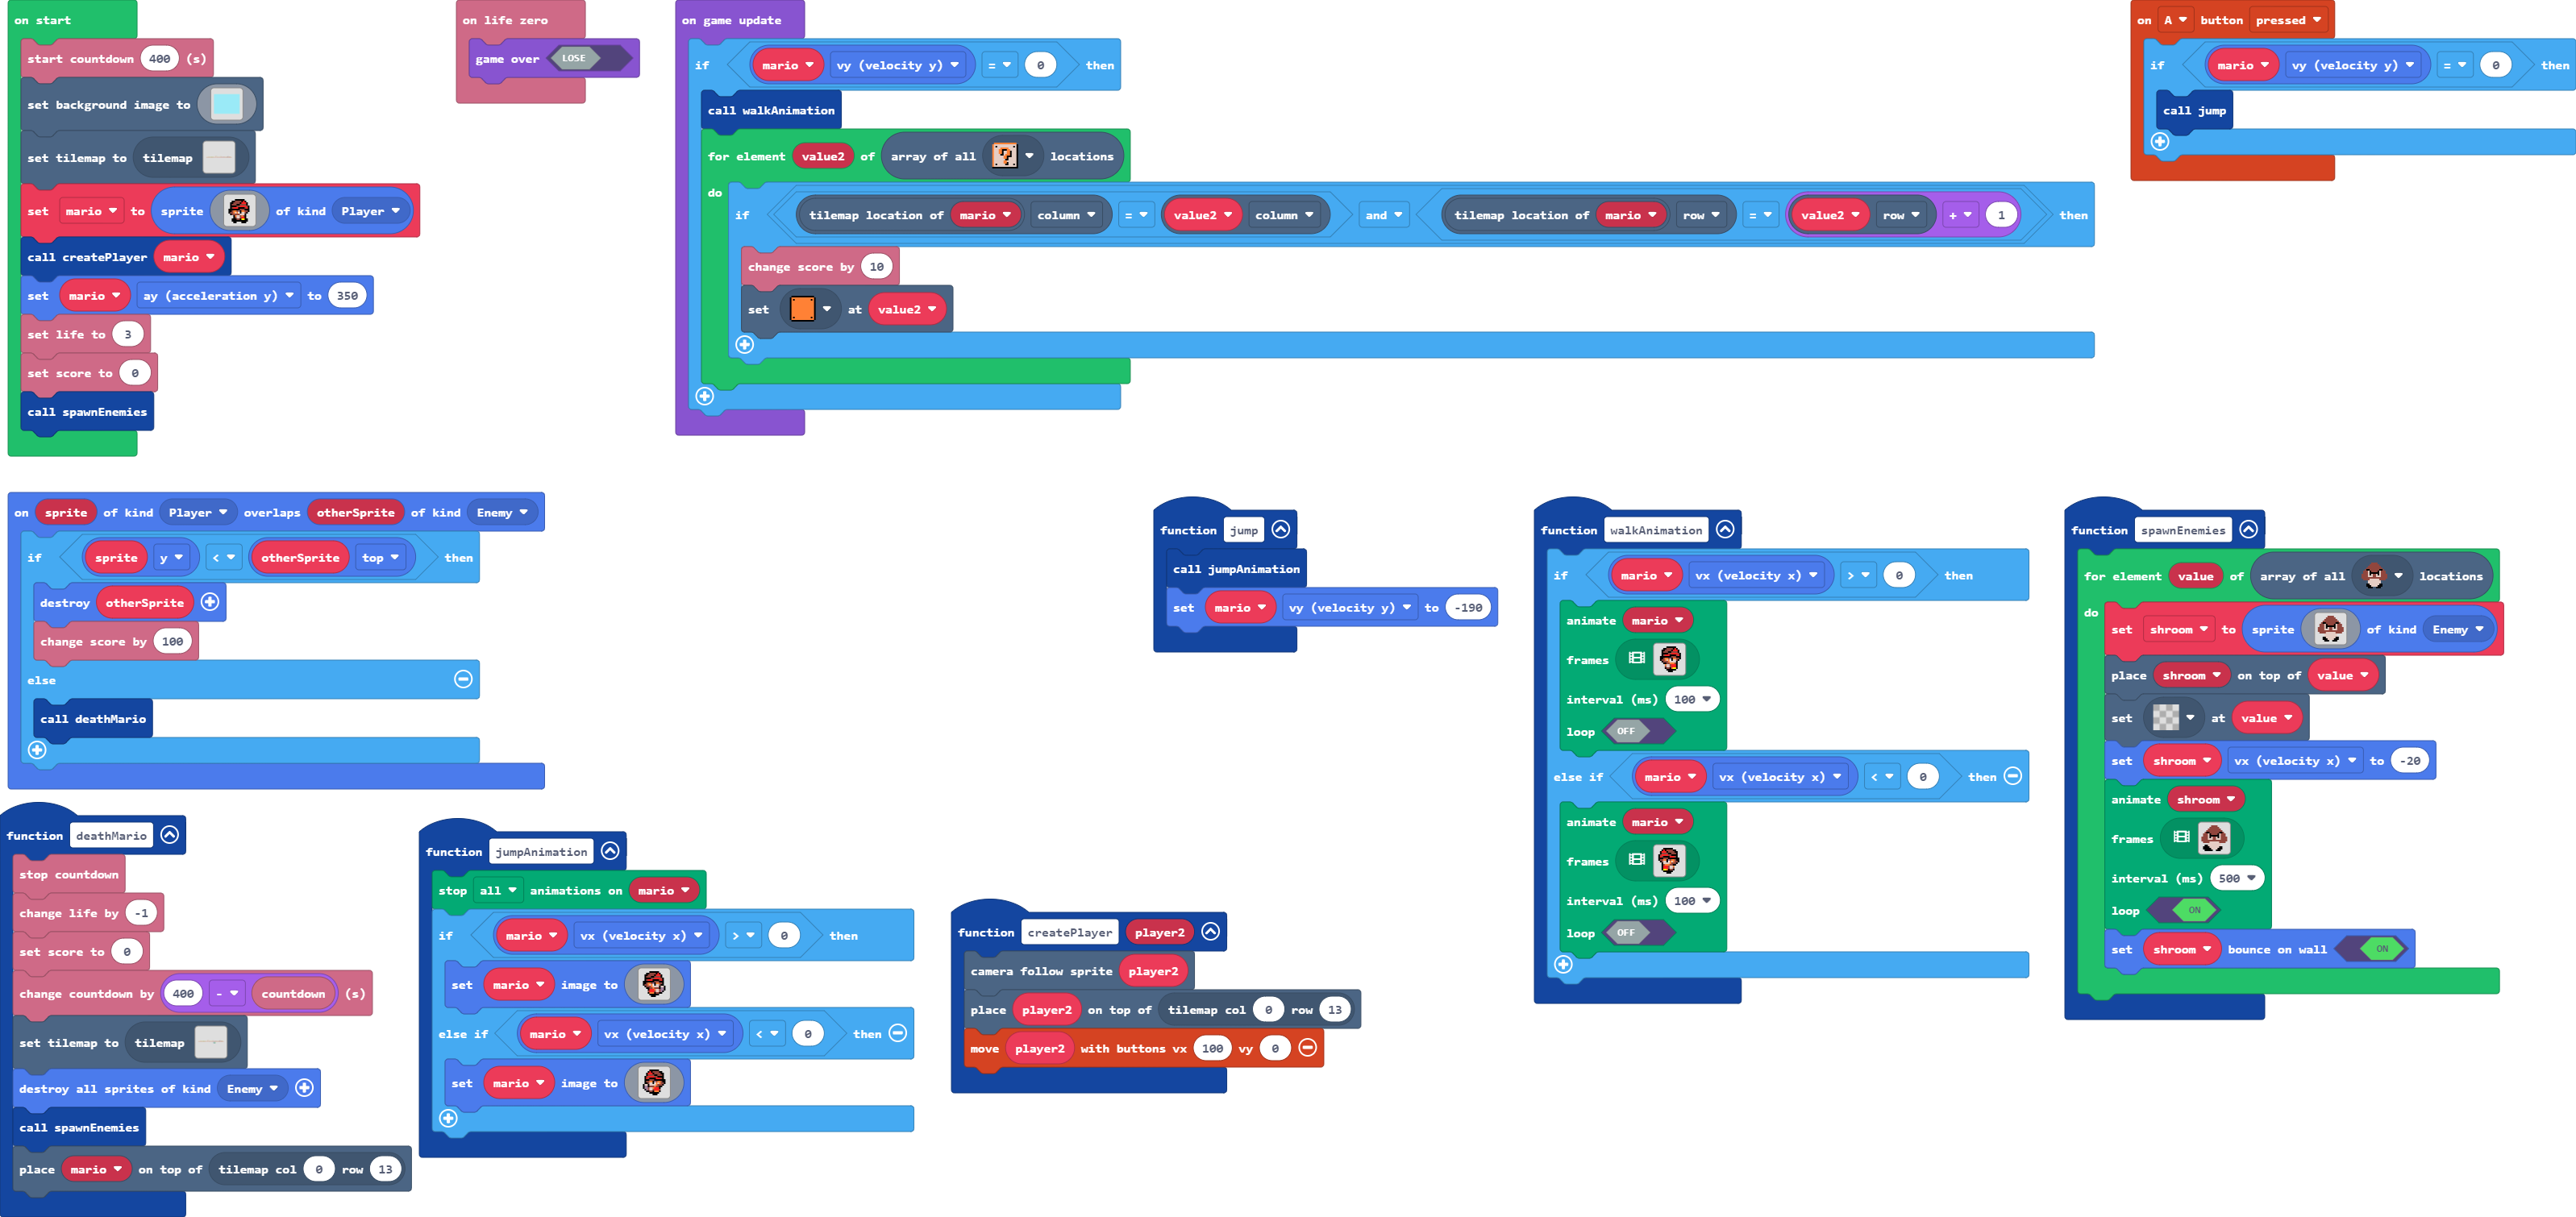 on start
start countdown 400 (s)
set background image to
set tilemap to tilemap
set mario to sprite of kind Player
call createPlayer mario
set mario ay (acceleration y) to 350
set life to 3
set score to 0
call spawnEnemies
on life zero
game over LOSE
on game update
if mario vy (velocity y) = 0 then
call walkAnimation
for element value2 of array of all ? locations
do
if tilemap location of mario column = value2 column and tilemap location of mario row = value2 row + 1 then
change score by 10
set at value2
on A button pressed
if mario vy (velocity y) = 0 then
call jump
on sprite of kind Player overlaps otherSprite of kind Enemy
if sprite y < otherSprite top then
destroy otherSprite
change score by 100
else
call deathMario
function jump
call jumpAnimation
set mario vy (velocity y) to -190
function walkAnimation
if mario vx (velocity x) > 0 then
animate mario
frames
interval (ms) 100
loop OFF
else if mario vx (velocity x) < 0 then
animate mario
frames
interval (ms) 100
loop OFF
function spawnEnemies
for element value of array of all locations
do
set shroom to sprite of kind Enemy
place shroom on top of value
set at value
set shroom vx (velocity x) to -20
animate shroom
frames
interval (ms) 500
loop ON
set shroom bounce on wall ON
function deathMario
stop countdown
change life by -1
set score to 0
change countdown by 400 - countdown (s)
set tilemap to tilemap
destroy all sprites of kind Enemy
call spawnEnemies
place mario on top of tilemap col 0 row 13
function jumpAnimation
stop all animations on mario
if mario vx (velocity x) > 0 then
set mario image to
else if mario vx (velocity x) < 0 then
set mario image to
function createPlayer player2
camera follow sprite player2
place player2 on top of tilemap col 0 row 13
move player2 with buttons vx 100 vy 0